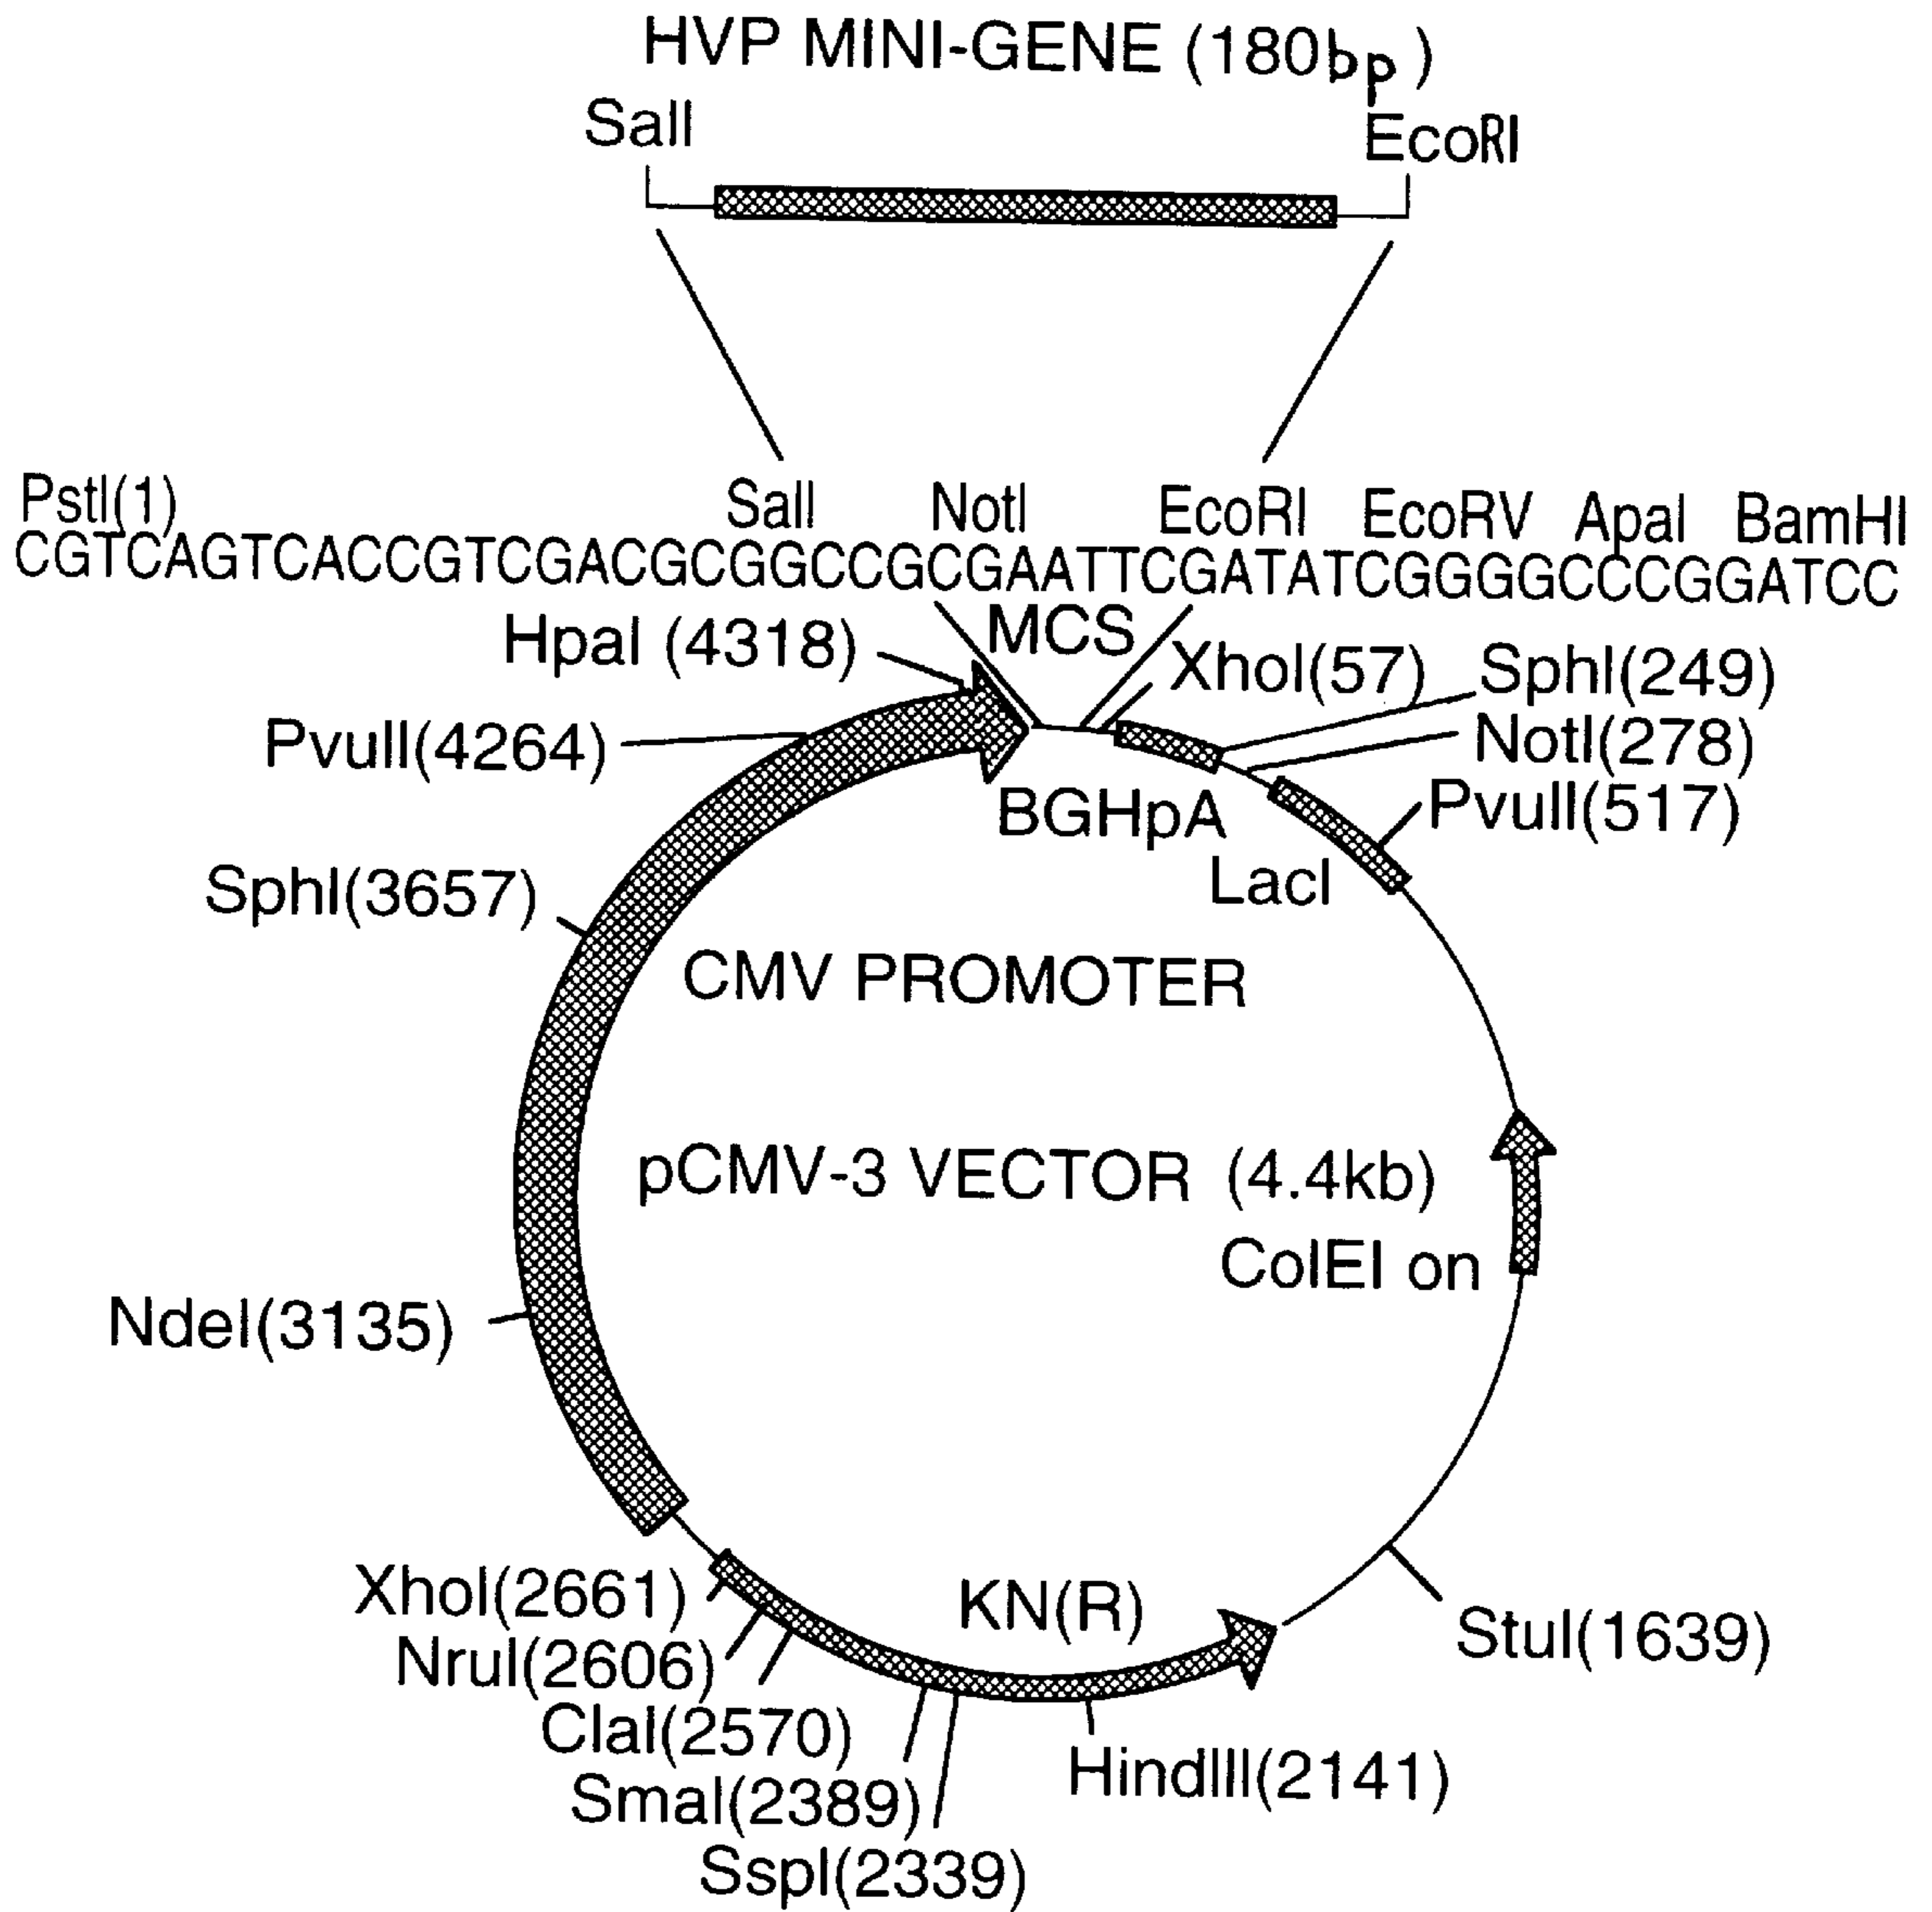 HVP MINI-GENE (180bp)
SalI
EcoRI
PstI(1)
SalI NotI EcoRI EcoRV ApaI BamHI
CGTCAGTCACCGTCGACGCGGCCGCGAATTCGATATCGGGGCCCGGATCC
HpaI (4318)
MCS
XhoI(57)
SphI(249)
NotI(278)
PvuII(4264)
PvuII(517)
BGHpA
LacI
SphI(3657)
CMV PROMOTER
pCMV-3 VECTOR (4.4kb)
ColEI on
NdeI(3135)
XhoI(2661)
KN(R)
StuI(1639)
NruI(2606)
ClaI(2570)
HindIII(2141)
SmaI(2389)
SspI(2339)